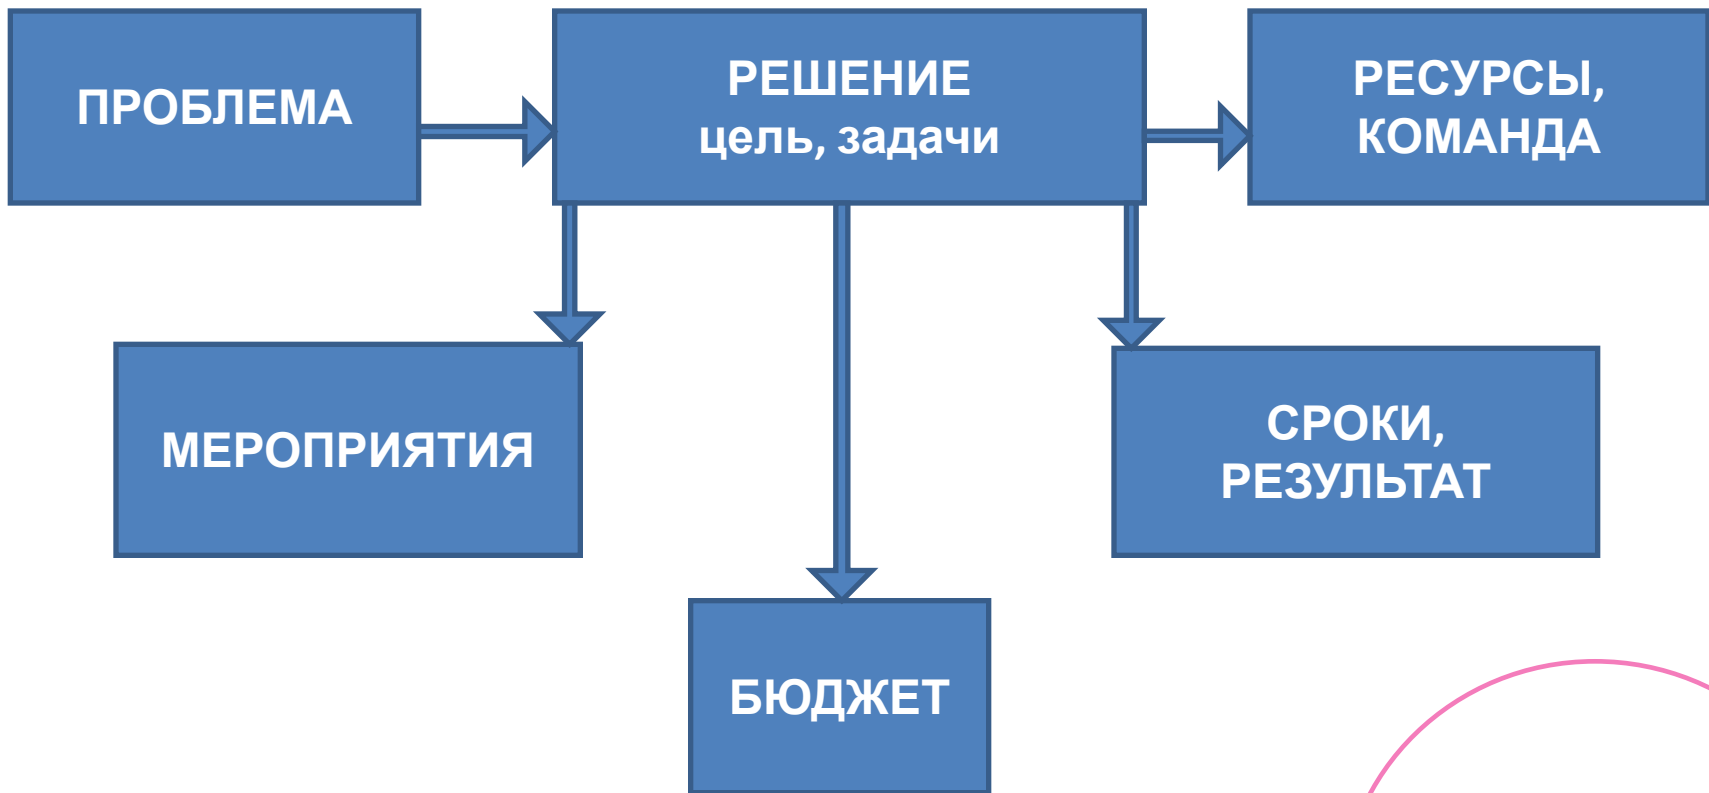 ПРОБЛЕМА
РЕШЕНИЕ
цель, задачи
РЕСУРСЫ,
КОМАНДА
МЕРОПРИЯТИЯ
СРОКИ,
РЕЗУЛЬТАТ
БЮДЖЕТ